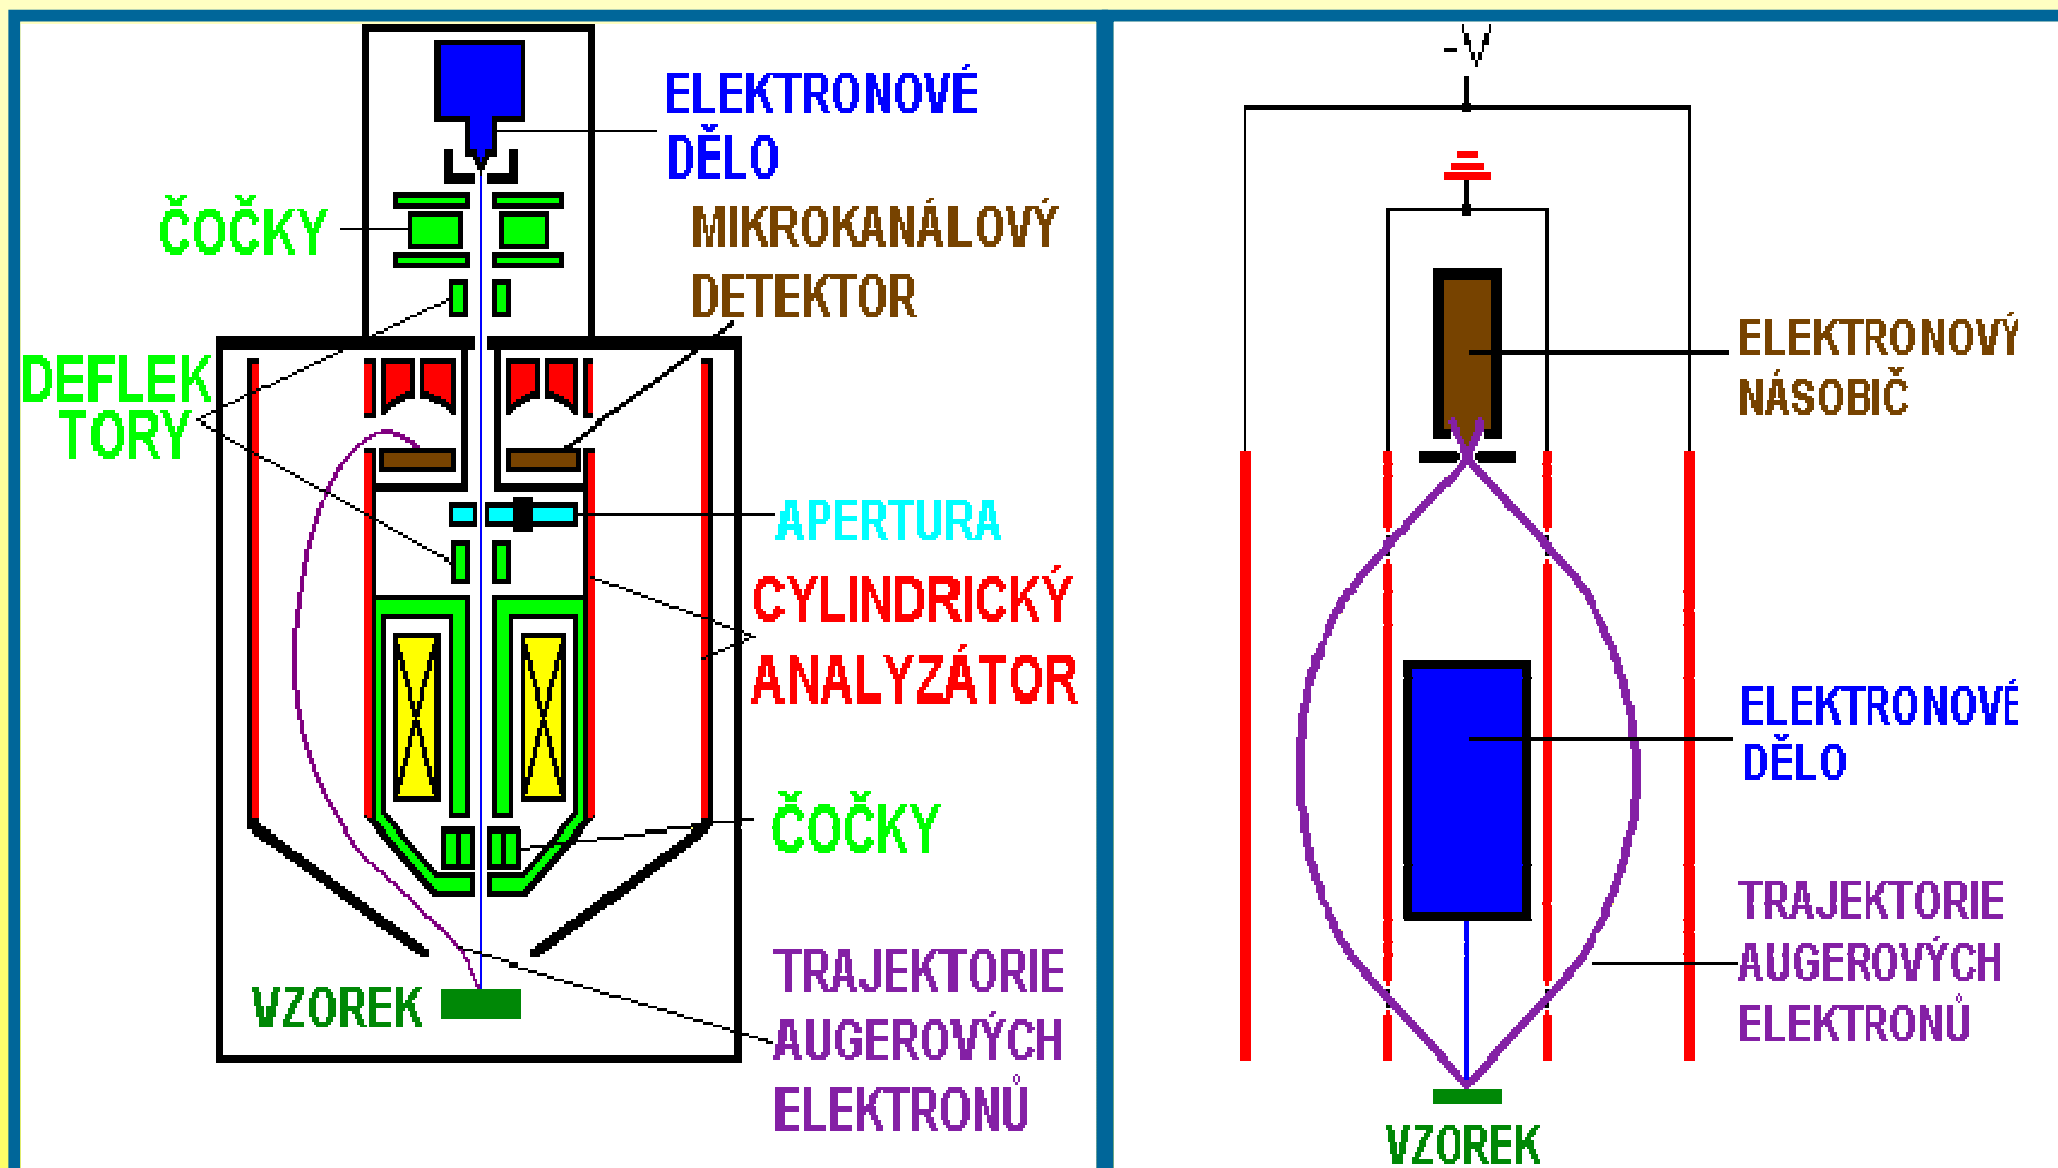 ELEKTRONOVÉ
DĚLO
ČOČKY
MIKROKANÁLOVÝ
DETEKTOR
DEFLEK
TORY
APERTURA
CYLINDRICKÝ
ANALYZÁTOR
ČOČKY
TRAJEKTORIE
AUGEROVÝCH
ELEKTRONŮ
VZOREK
-V
ELEKTRONOVÝ
NÁSOBIČ
ELEKTRONOVÉ
DĚLO
TRAJEKTORIE
AUGEROVÝCH
ELEKTRONŮ
VZOREK